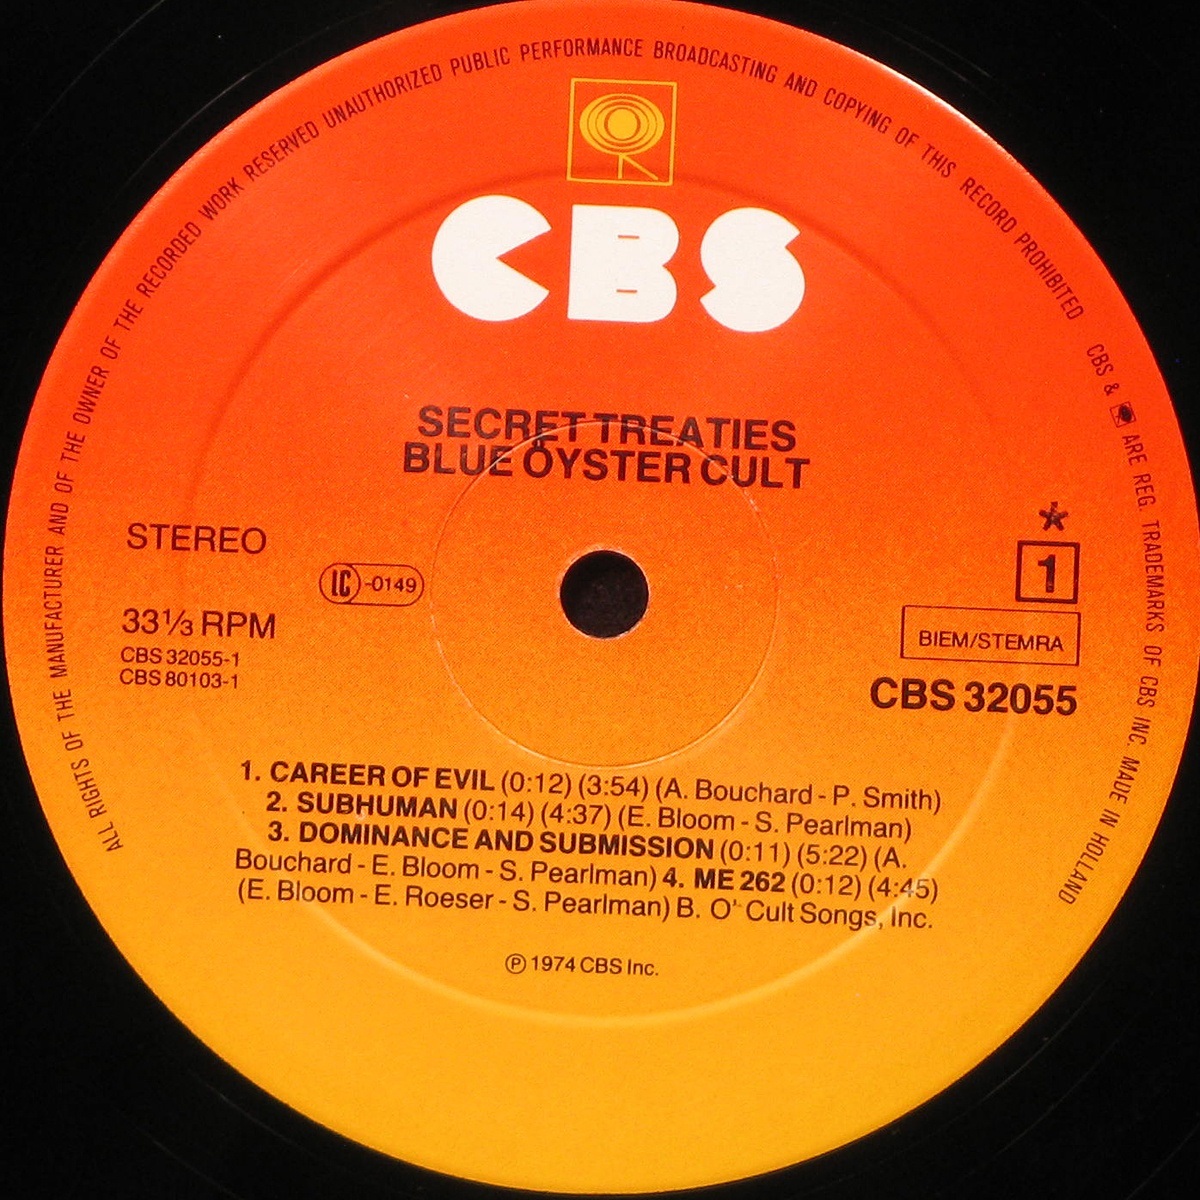 ALL RIGHTS OF THE MANUFACTURER AND OF THE OWNER OF THE RECORDED WORK RESERVED UNAUTHORIZED PUBLIC PERFORMANCE BROADCASTING AND COPYING OF THIS RECORD PROHIBITED
CBS & ARE REG. TRADEMARKS OF CBS INC. MADE IN HOLLAND
CBS
SECRET TREATIES
BLUE ÖYSTER CULT
STEREO
LC -0149
33⅓ RPM
CBS 32055-1
CBS 80103-1
*
1
BIEM/STEMRA
CBS 32055
1. CAREER OF EVIL (0:12) (3:54) (A. Bouchard - P. Smith)
2. SUBHUMAN (0:14) (4:37) (E. Bloom - S. Pearlman)
3. DOMINANCE AND SUBMISSION (0:11) (5:22) (A.
Bouchard - E. Bloom - S. Pearlman) 4. ME 262 (0:12) (4:45)
(E. Bloom - E. Roeser - S. Pearlman) B. O' Cult Songs, Inc.
℗ 1974 CBS Inc.